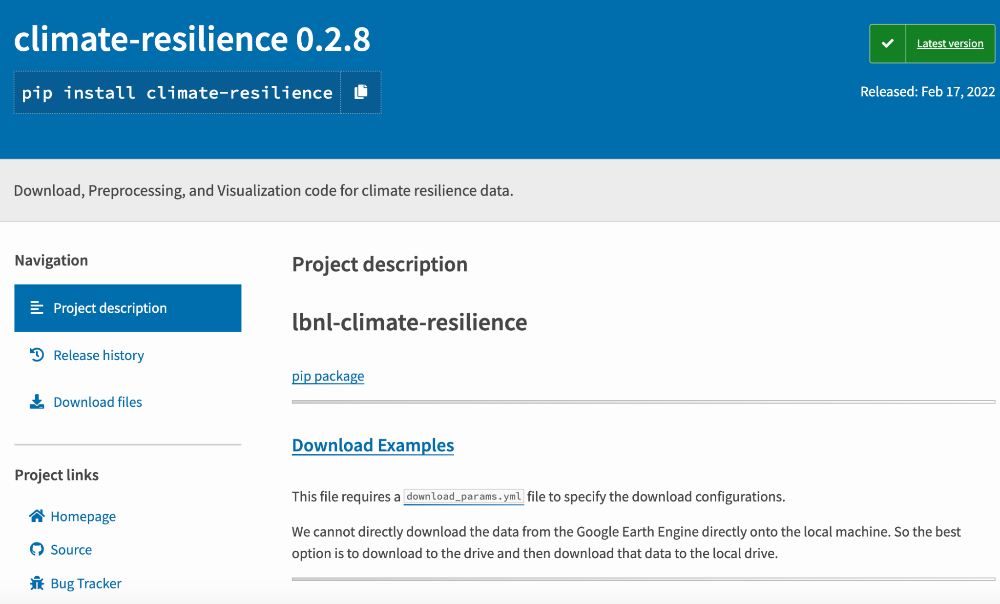 climate-resilience 0.2.8
Latest version
pip install climate-resilience
Released: Feb 17, 2022
Download, Preprocessing, and Visualization code for climate resilience data.
Navigation
Project description
Release history
Download files
Project links
Homepage
Source
Bug Tracker
Project description
lbnl-climate-resilience
pip package
Download Examples
This file requires a download_params.yml file to specify the download configurations.
We cannot directly download the data from the Google Earth Engine directly onto the local machine. So the best
option is to download to the drive and then download that data to the local drive.